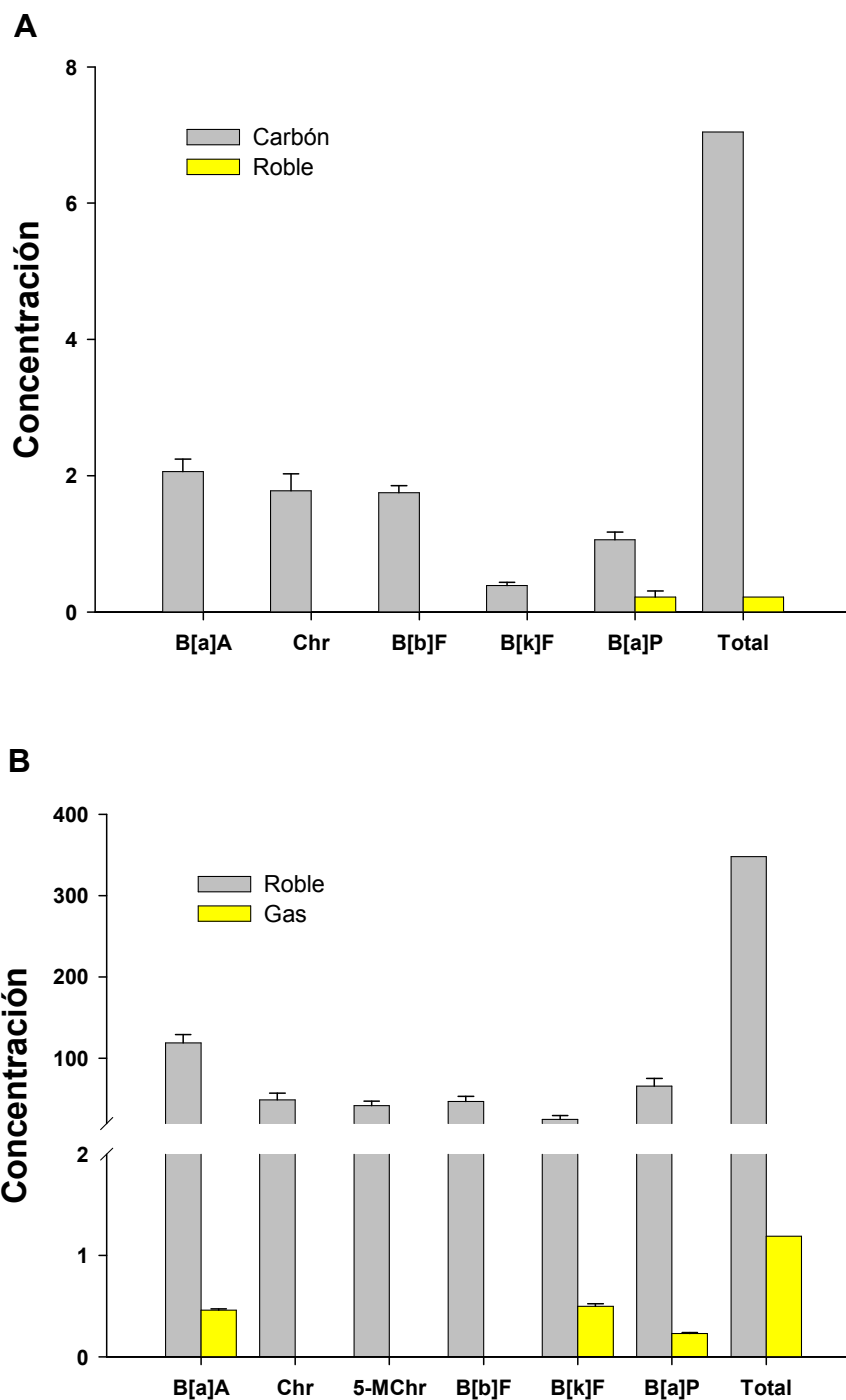 A
8
Carbón
Roble
6
4
2
0
Concentración
B[a]A Chr B[b]F B[k]F B[a]P Total
B
400
Roble
Gas
300
200
100
2
1
0
Concentración
B[a]A Chr 5-MChr B[b]F B[k]F B[a]P Total